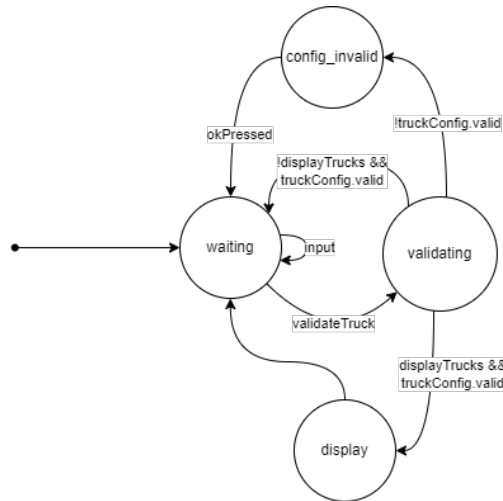 config_invalid
!truckConfig.valid
okPressed
!displayTrucks &&
truckConfig.valid
waiting
input
validating
validateTruck
displayTrucks &&
truckConfig.valid
display